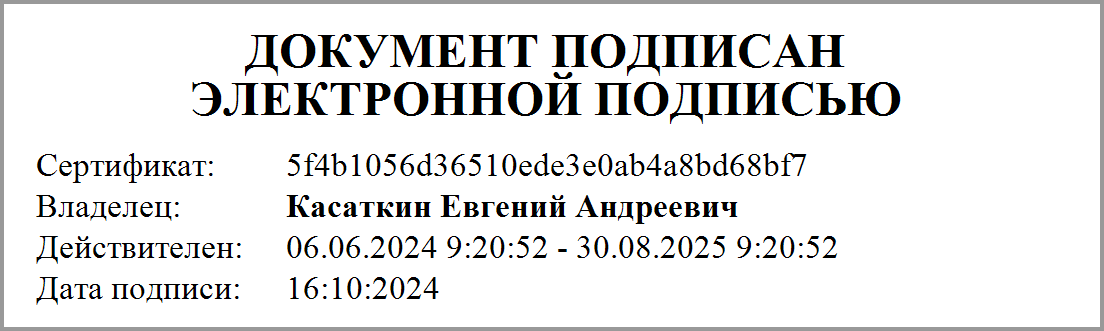 ДОКУМЕНТ ПОДПИСАН
ЭЛЕКТРОННОЙ ПОДПИСЬЮ
Сертификат: 5f4b1056d36510ede3e0ab4a8bd68bf7
Владелец: Касаткин Евгений Андреевич
Действителен: 06.06.2024 9:20:52 - 30.08.2025 9:20:52
Дата подписи: 16:10:2024